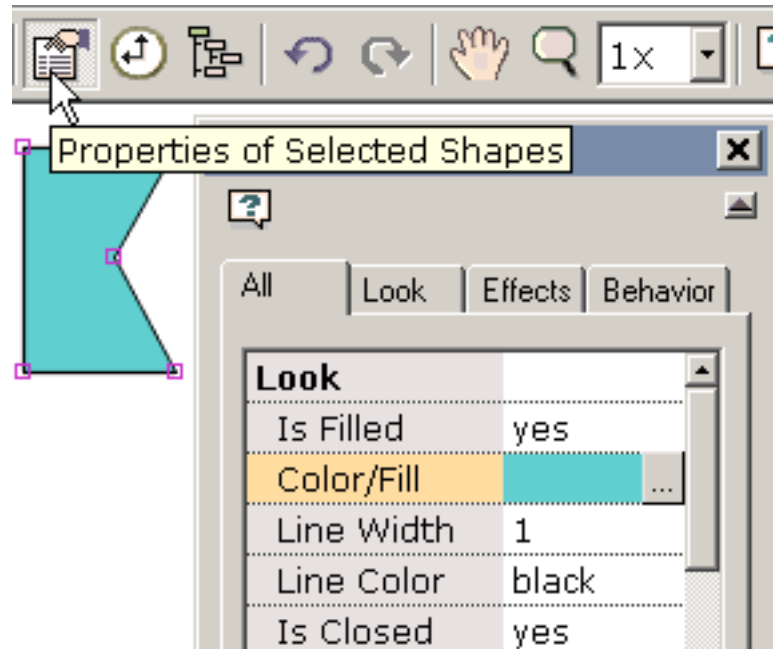 1×
Properties of Selected Shapes
All Look Effects Behavior
Look
Is Filled yes
Color/Fill ...
Line Width 1
Line Color black
Is Closed yes